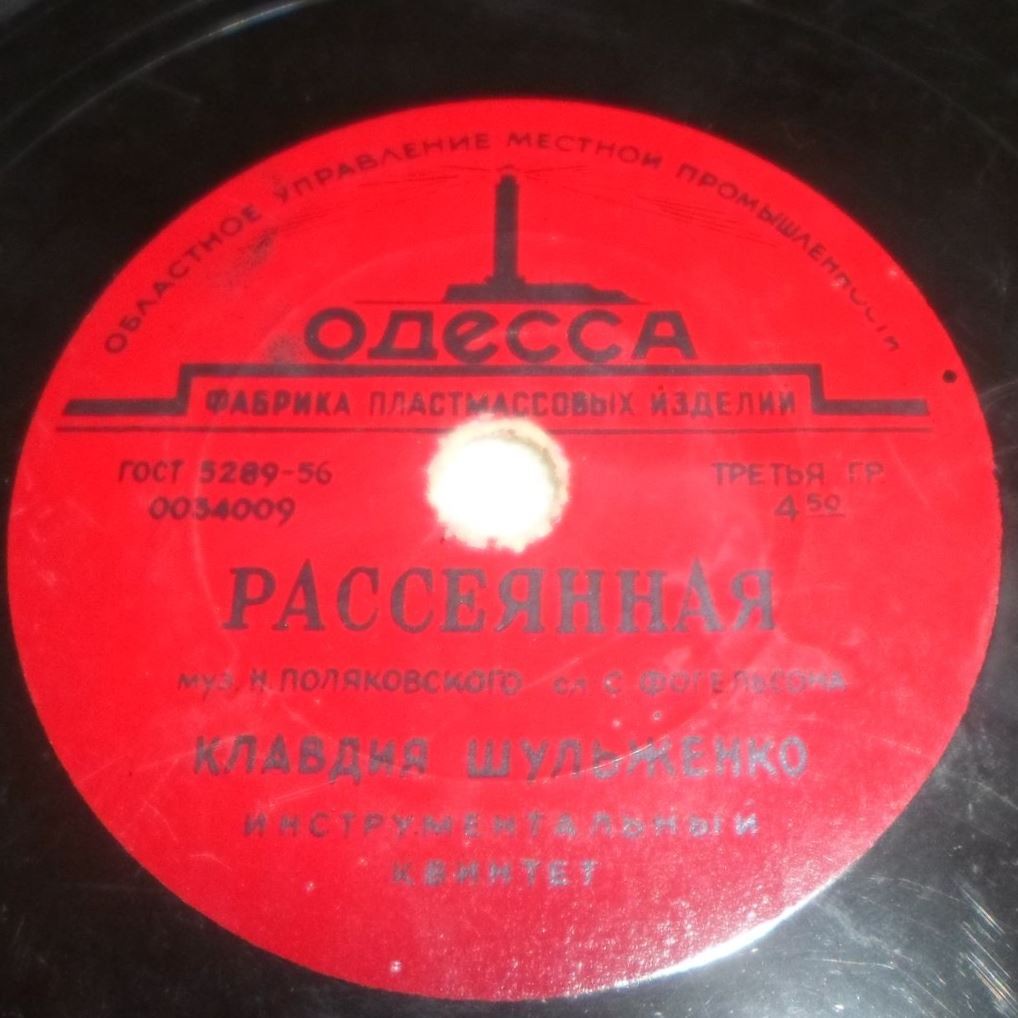 ОБЛАСТНОЕ УПРАВЛЕНИЕ МЕСТНОЙ ПРОМЫШЛЕННОСТИ
ОДЕССА
ФАБРИКА ПЛАСТМАССОВЫХ ИЗДЕЛИЙ
ГОСТ 5289-56
0034009
ТРЕТЬЯ ГР.
4 50
РАССЕЯННАЯ
муз. Н. ПОЛЯКОВСКОГО сл. С. ФОГЕЛЬСОНА
КЛАВДИЯ ШУЛЬЖЕНКО
ИНСТРУМЕНТАЛЬНЫЙ
КВИНТЕТ